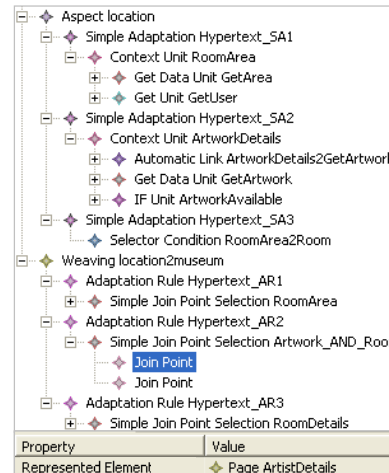 Aspect location
Simple Adaptation Hypertext_SA1
Context Unit RoomArea
Get Data Unit GetArea
Get Unit GetUser
Simple Adaptation Hypertext_SA2
Context Unit ArtworkDetails
Automatic Link ArtworkDetails2GetArtwork
Get Data Unit GetArtwork
IF Unit ArtworkAvailable
Simple Adaptation Hypertext_SA3
Selector Condition RoomArea2Room
Weaving location2museum
Adaptation Rule Hypertext_AR1
Simple Join Point Selection RoomArea
Adaptation Rule Hypertext_AR2
Simple Join Point Selection Artwork_AND_Roo
Join Point
Join Point
Adaptation Rule Hypertext_AR3
Simple Join Point Selection RoomDetails
Property Value
Represented Element Page ArtistDetails